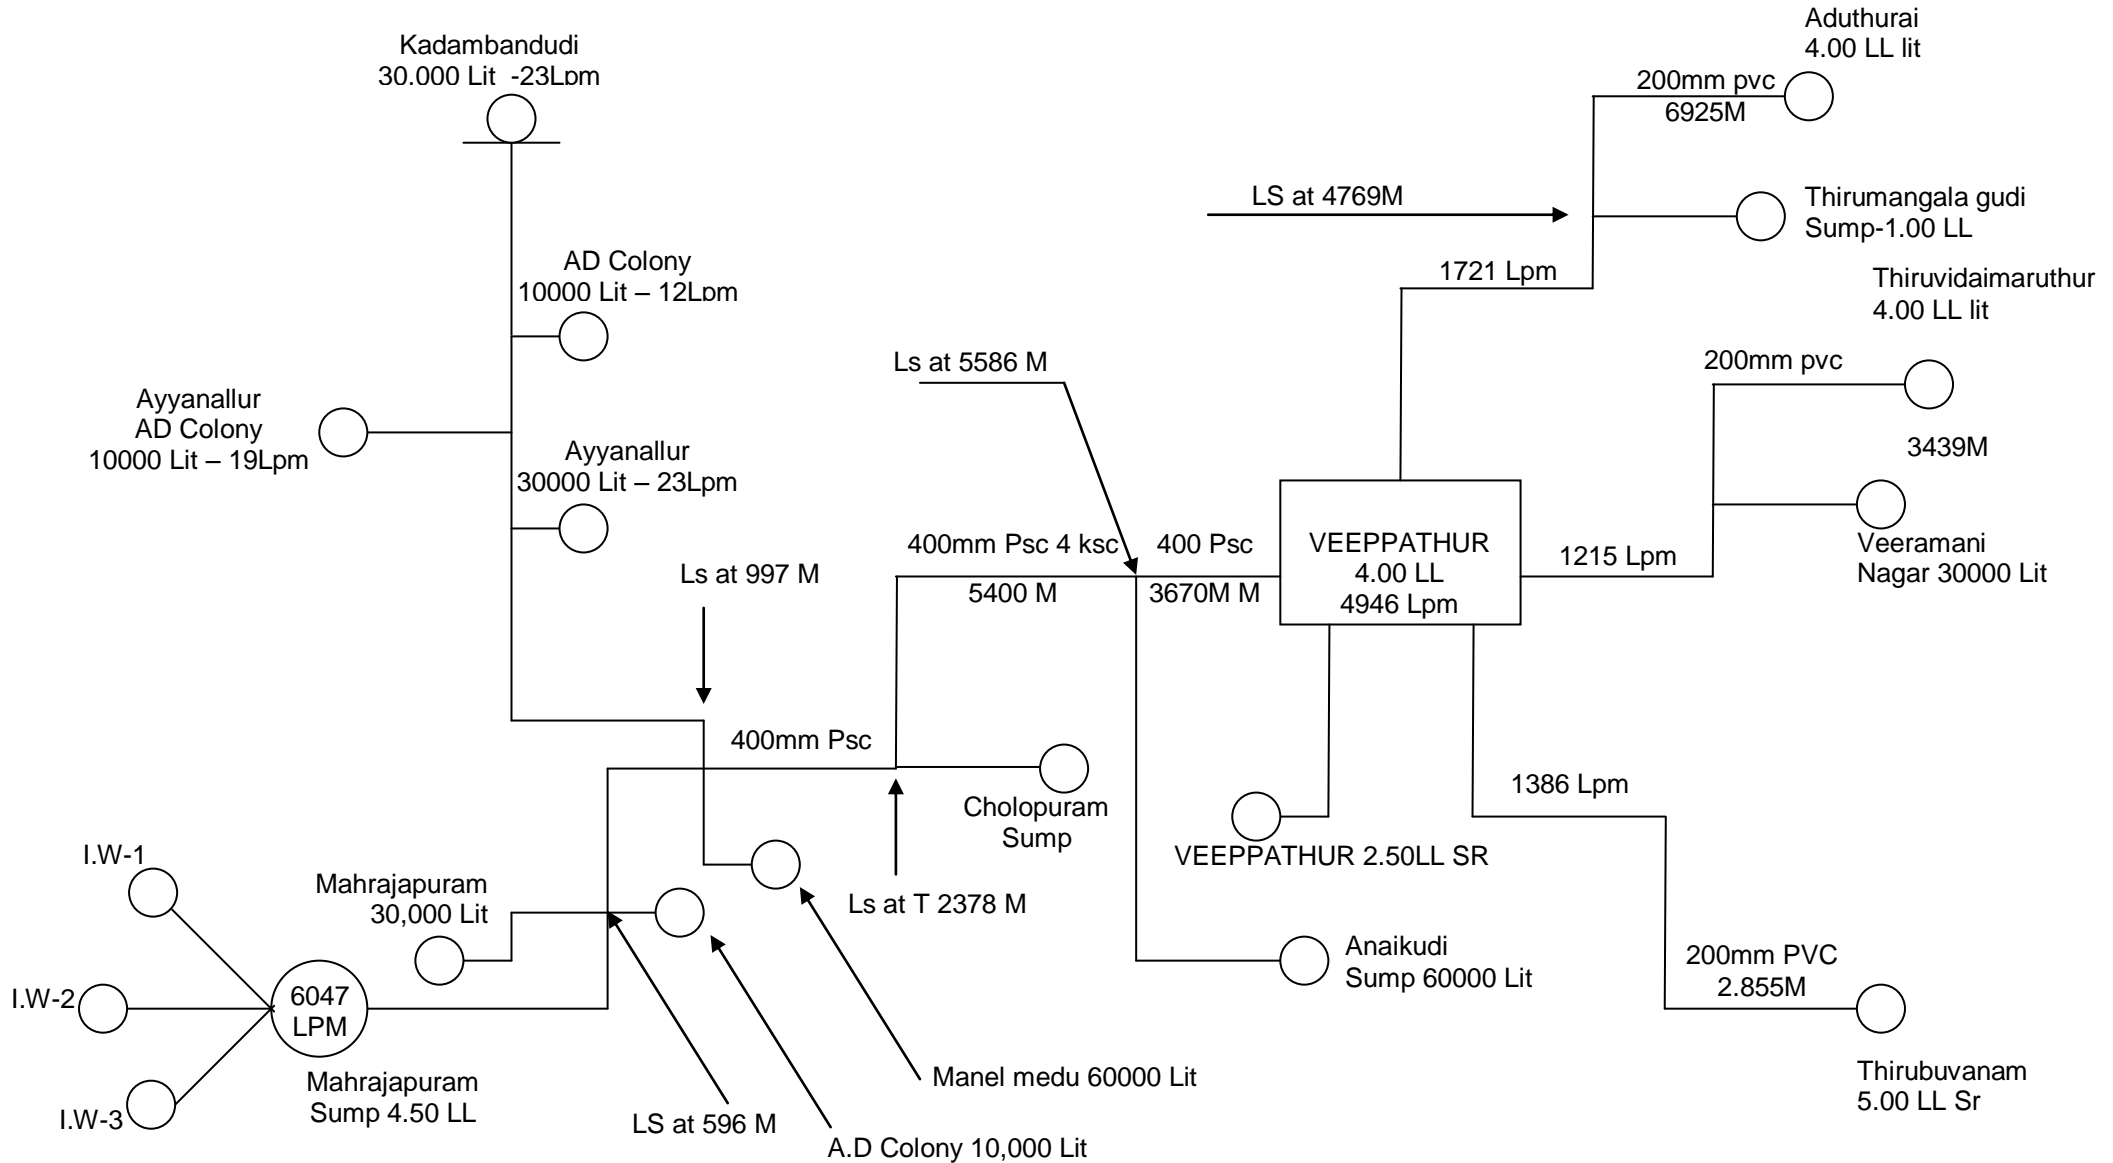 Aduthurai
4.00 LL lit
Kadambandudi
30.000 Lit -23Lpm
200mm pvc
6925M
LS at 4769M
Thirumangala gudi
Sump-1.00 LL
AD Colony
10000 Lit – 12Lpm
1721 Lpm
Thiruvidaimaruthur
4.00 LL lit
Ls at 5586 M
200mm pvc
Ayyanallur
AD Colony
10000 Lit – 19Lpm
Ayyanallur
30000 Lit – 23Lpm
3439M
400mm Psc 4 ksc
5400 M
400 Psc
3670M M
VEEPPATHUR
4.00 LL
4946 Lpm
1215 Lpm
Veeramani
Nagar 30000 Lit
Ls at 997 M
400mm Psc
Cholopuram
Sump
1386 Lpm
VEEPPATHUR 2.50LL SR
I.W-1
Mahrajapuram
30,000 Lit
Ls at T 2378 M
Anaikudi
Sump 60000 Lit
200mm PVC
2.855M
I.W-2
6047
LPM
Mahrajapuram
Sump 4.50 LL
Manel medu 60000 Lit
Thirubuvanam
5.00 LL Sr
I.W-3
LS at 596 M
A.D Colony 10,000 Lit